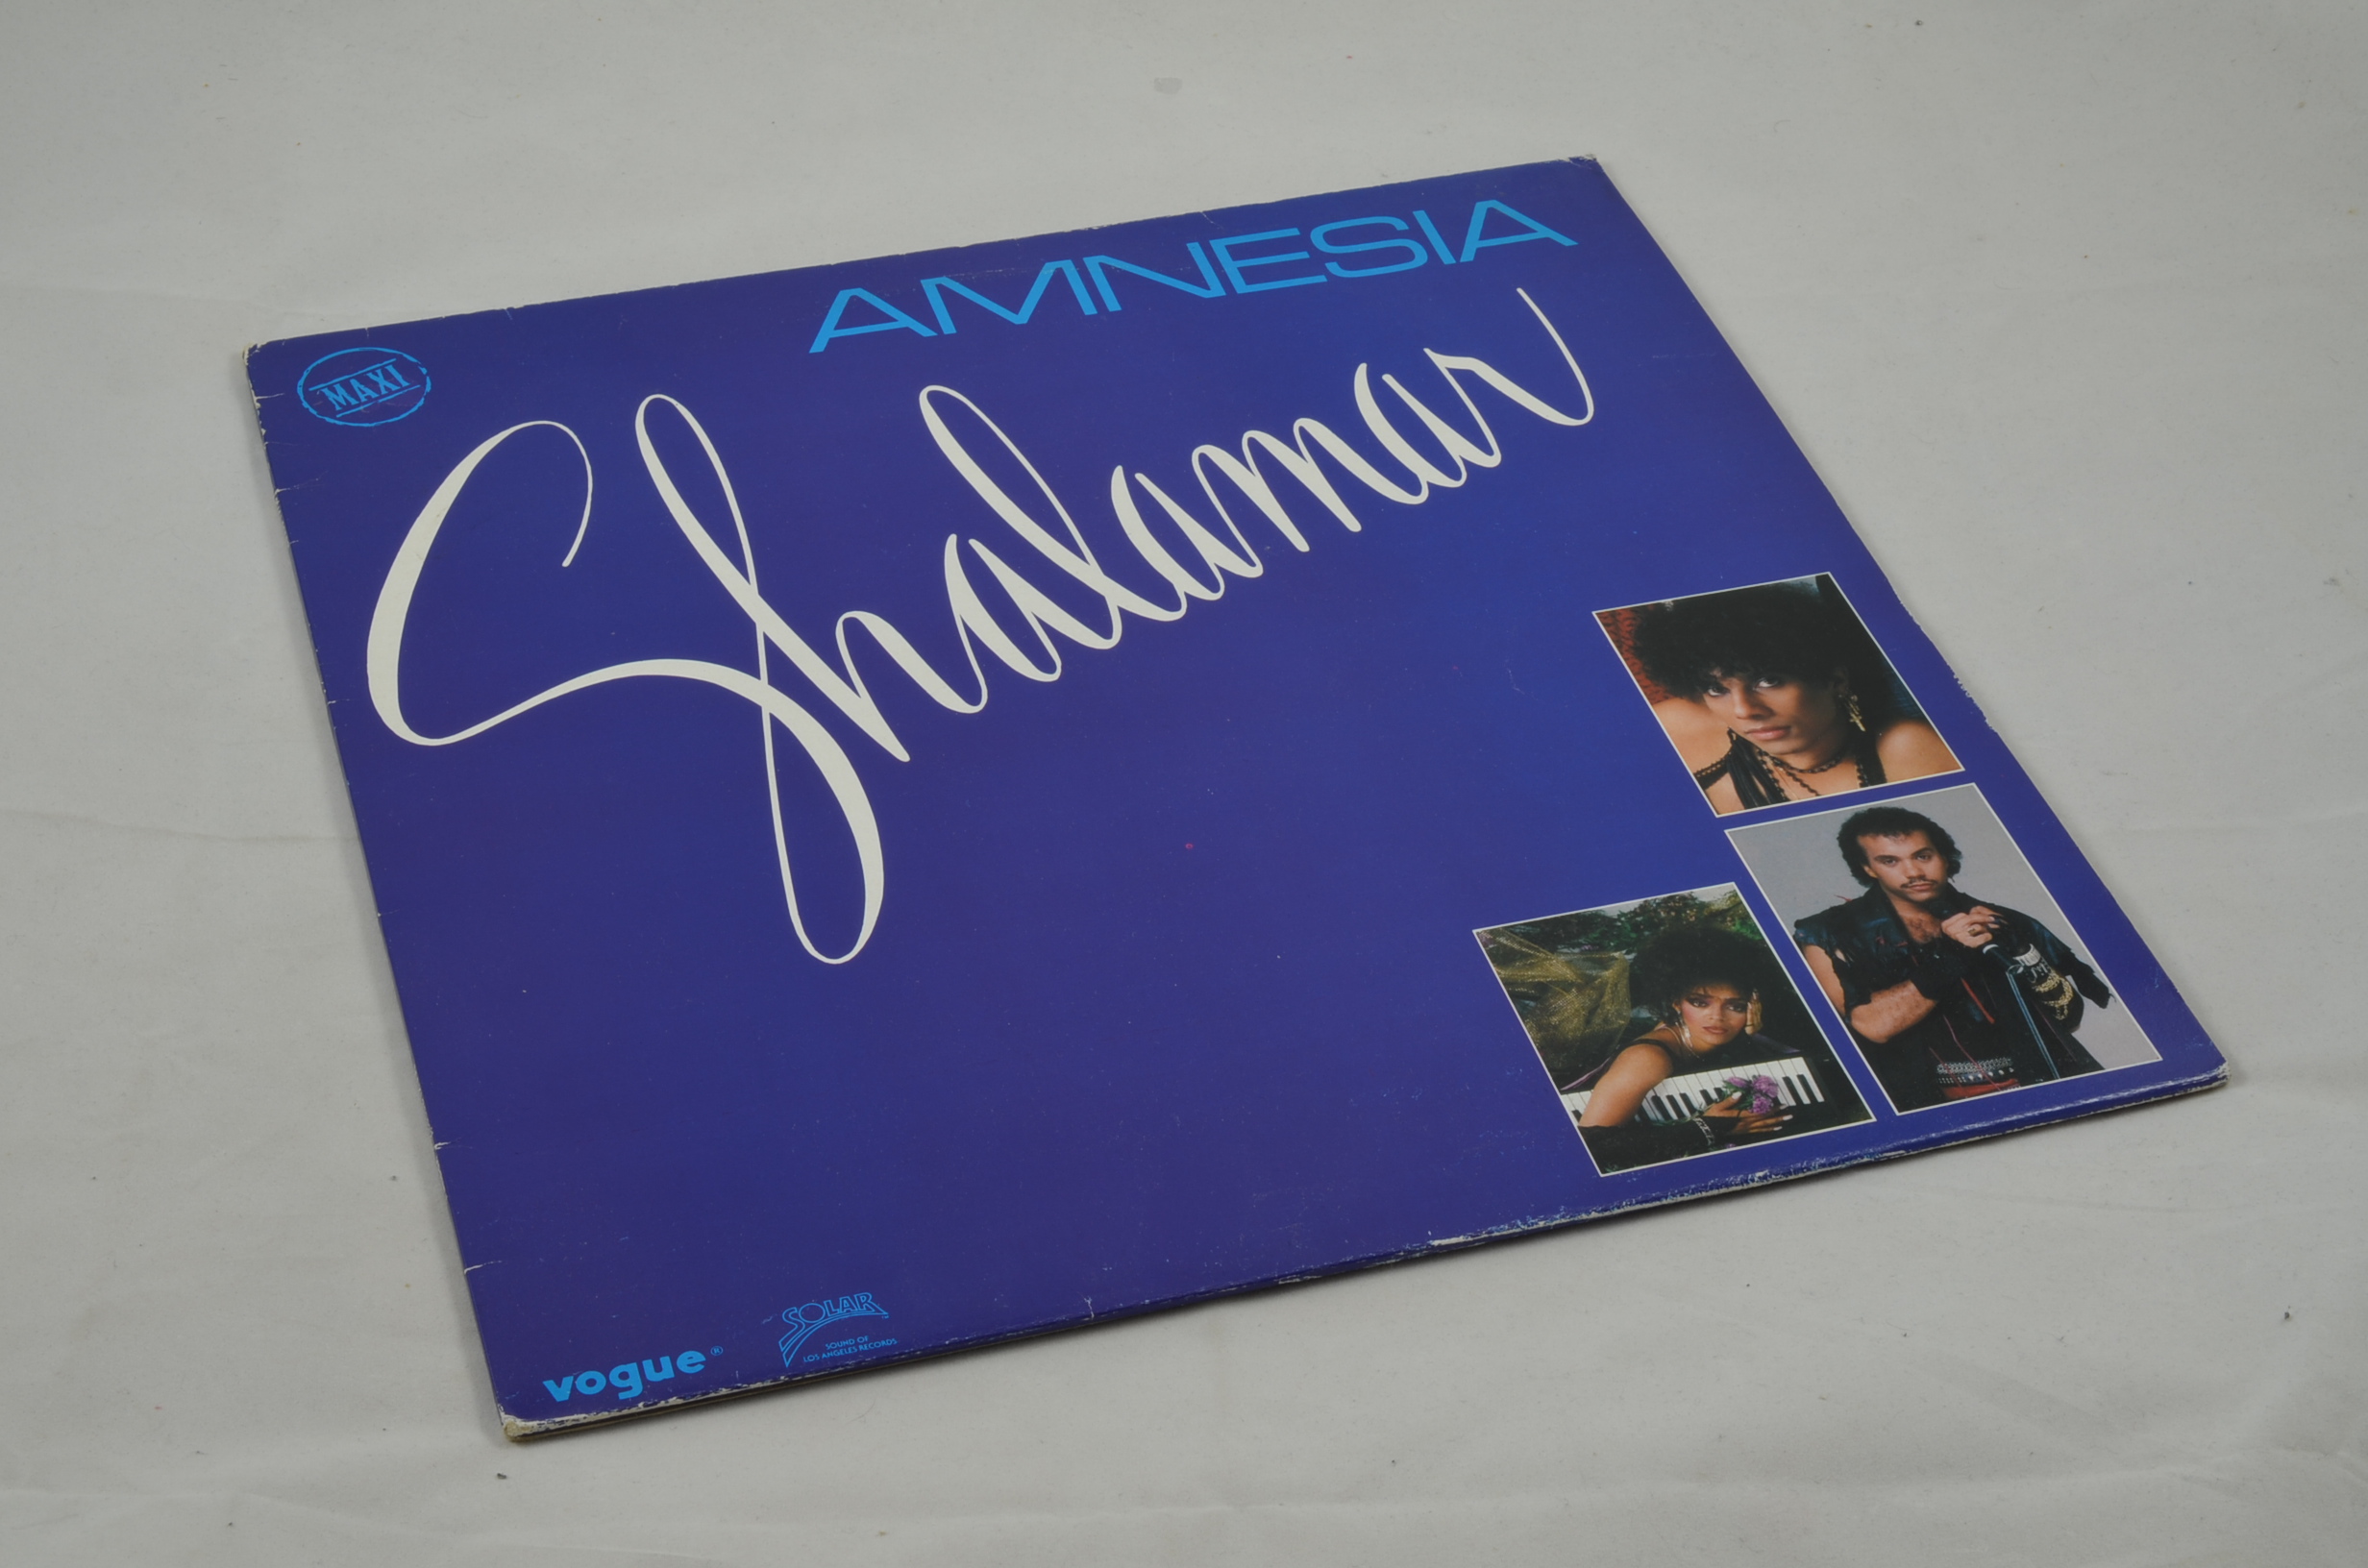 AMNESIA
MAXI
Shalamar
SOLAR
SOUND OF
LOS ANGELES RECORDS
vogue®